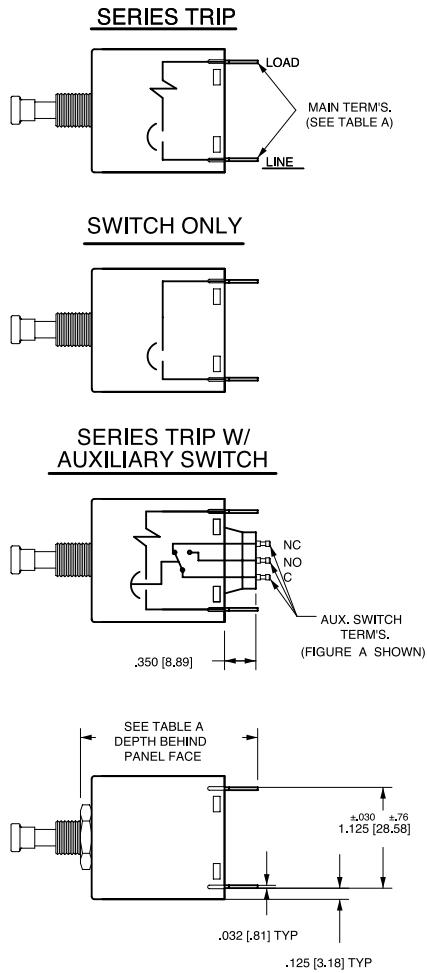 SERIES TRIP
LOAD
MAIN TERM'S.
(SEE TABLE A)
LINE
SWITCH ONLY
SERIES TRIP W/
AUXILIARY SWITCH
NC
NO
C
AUX. SWITCH
TERM'S.
(FIGURE A SHOWN)
.350 [8.89]
SEE TABLE A
DEPTH BEHIND
PANEL FACE
±.030 ±.76
1.125 [28.58]
.032 [.81] TYP
.125 [3.18] TYP